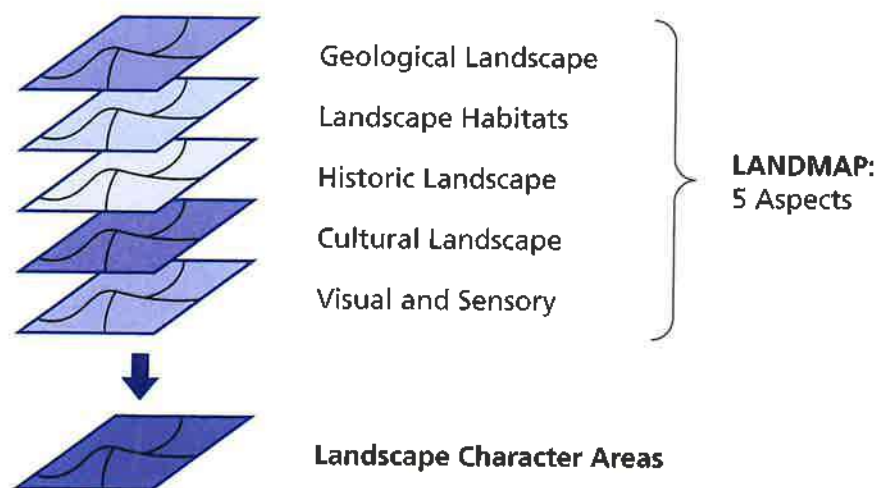 Geological Landscape
Landscape Habitats
Historic Landscape
Cultural Landscape
Visual and Sensory
LANDMAP:
5 Aspects
Landscape Character Areas